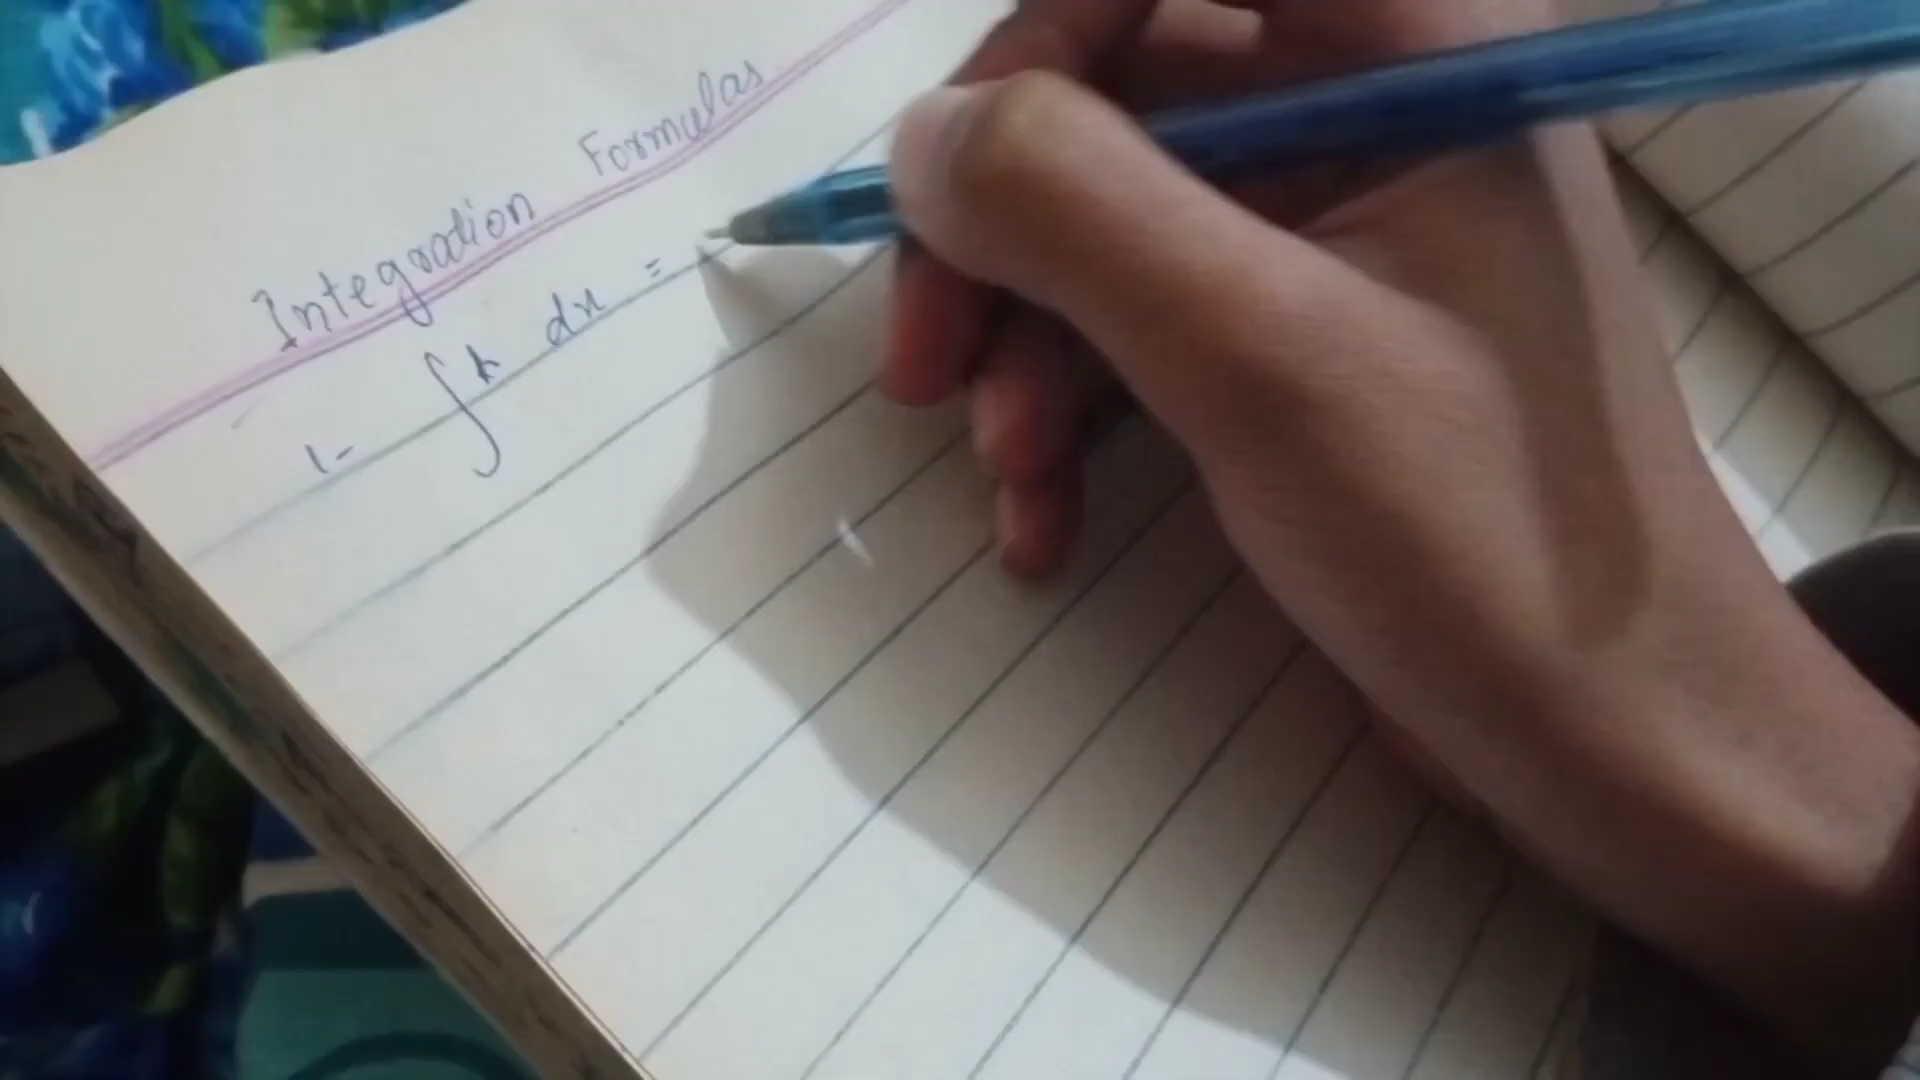 Integration Formulas
1- ∫k dx =